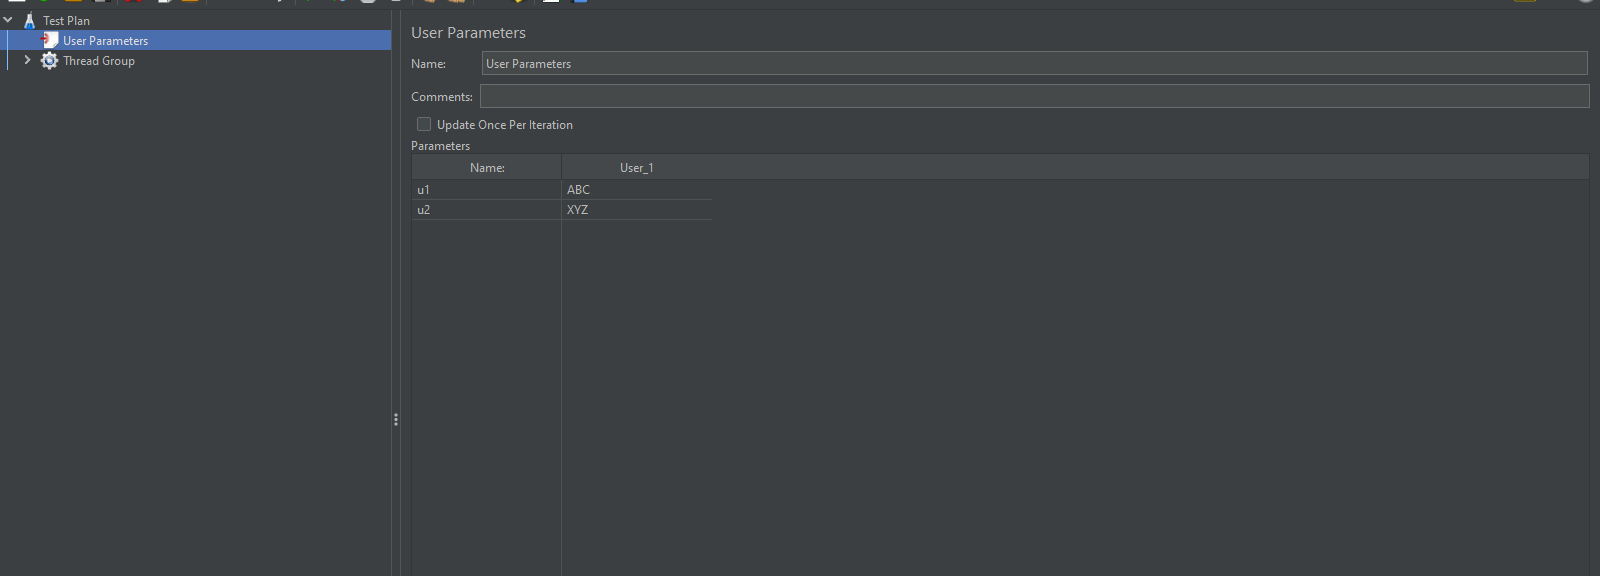 Test Plan
User Parameters
Thread Group
User Parameters
Name: User Parameters
Comments:
Update Once Per Iteration
Parameters
Name: User_1
u1 ABC
u2 XYZ